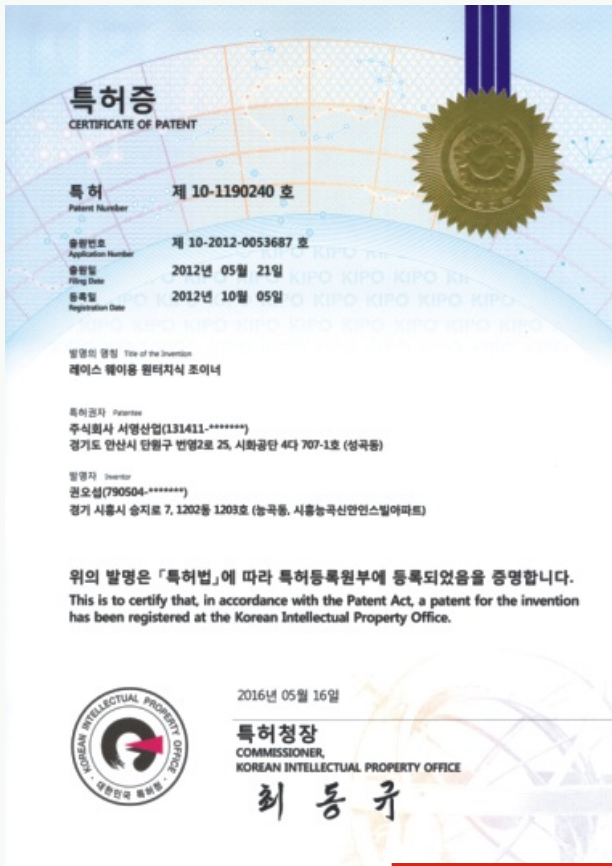 특허증
CERTIFICATE OF PATENT
특허 제 10-1190240 호
Patent Number
출원번호 제 10-2012-0053687 호
Application Number
출원일 2012년 05월 21일
Filing Date
등록일 2012년 10월 05일
Registration Date
발명의 명칭 Title of the Invention
레이스 웨이용 원터치식 조이너
특허권자 Patentee
주식회사 서영산업(131411-*******)
경기도 안산시 단원구 번영2로 25, 시화공단 4다 707-1호 (성곡동)
발명자 Inventor
권오섭(790504-*******)
경기 시흥시 승지로 7, 1202동 1203호 (능곡동, 시흥능곡신안인스빌아파트)
위의 발명은 「특허법」에 따라 특허등록원부에 등록되었음을 증명합니다.
This is to certify that, in accordance with the Patent Act, a patent for the invention
has been registered at the Korean Intellectual Property Office.
2016년 05월 16일
특허청장
COMMISSIONER,
KOREAN INTELLECTUAL PROPERTY OFFICE
최동규
KOREAN INTELLECTUAL PROPERTY OFFICE
대한민국 특허청